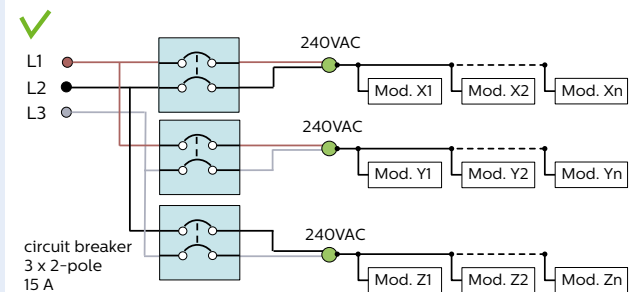 240VAC
L1
L2
L3
Mod. X1
Mod. X2
Mod. Xn
240VAC
Mod. Y1
Mod. Y2
Mod. Yn
240VAC
circuit breaker
3 x 2-pole
15 A
Mod. Z1
Mod. Z2
Mod. Zn